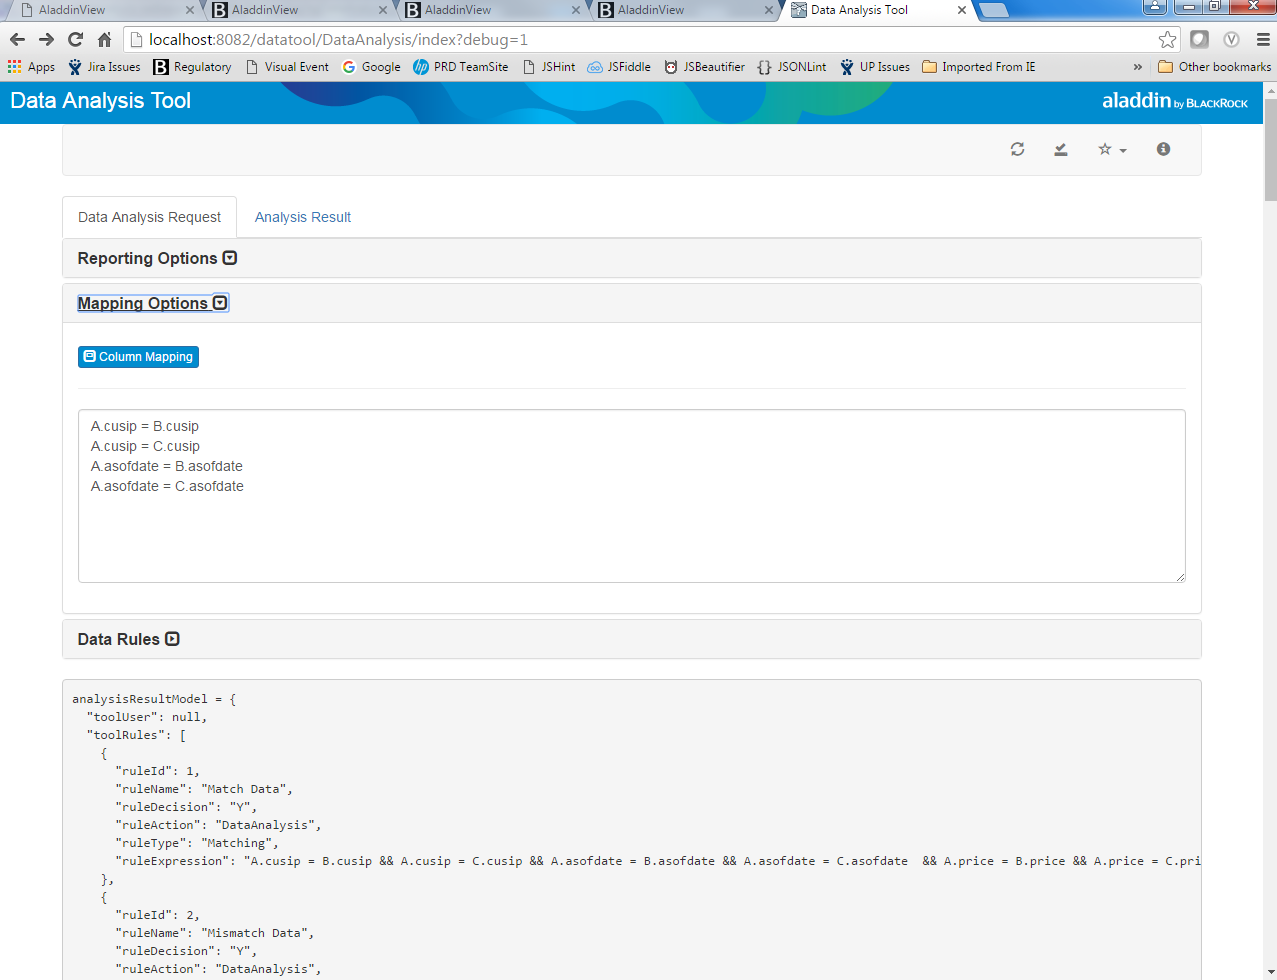 AladdinView
AladdinView
AladdinView
AladdinView
Data Analysis Tool
localhost:8082/datatool/DataAnalysis/index?debug=1
Apps Jira Issues Regulatory Visual Event Google PRD TeamSite JSHint JSFiddle JSBeautifier JSONLint UP Issues Imported From IE » Other bookmarks
Data Analysis Tool
aladdin by BLACKROCK
Data Analysis Request
Analysis Result
Reporting Options
Mapping Options
Column Mapping
A.cusip = B.cusip
A.cusip = C.cusip
A.asofdate = B.asofdate
A.asofdate = C.asofdate
Data Rules
analysisResultModel = {
"toolUser": null,
"toolRules": [
{
"ruleId": 1,
"ruleName": "Match Data",
"ruleDecision": "Y",
"ruleAction": "DataAnalysis",
"ruleType": "Matching",
"ruleExpression": "A.cusip = B.cusip && A.cusip = C.cusip && A.asofdate = B.asofdate && A.asofdate = C.asofdate  && A.price = B.price && A.price = C.pri
},
{
"ruleId": 2,
"ruleName": "Mismatch Data",
"ruleDecision": "Y",
"ruleAction": "DataAnalysis",